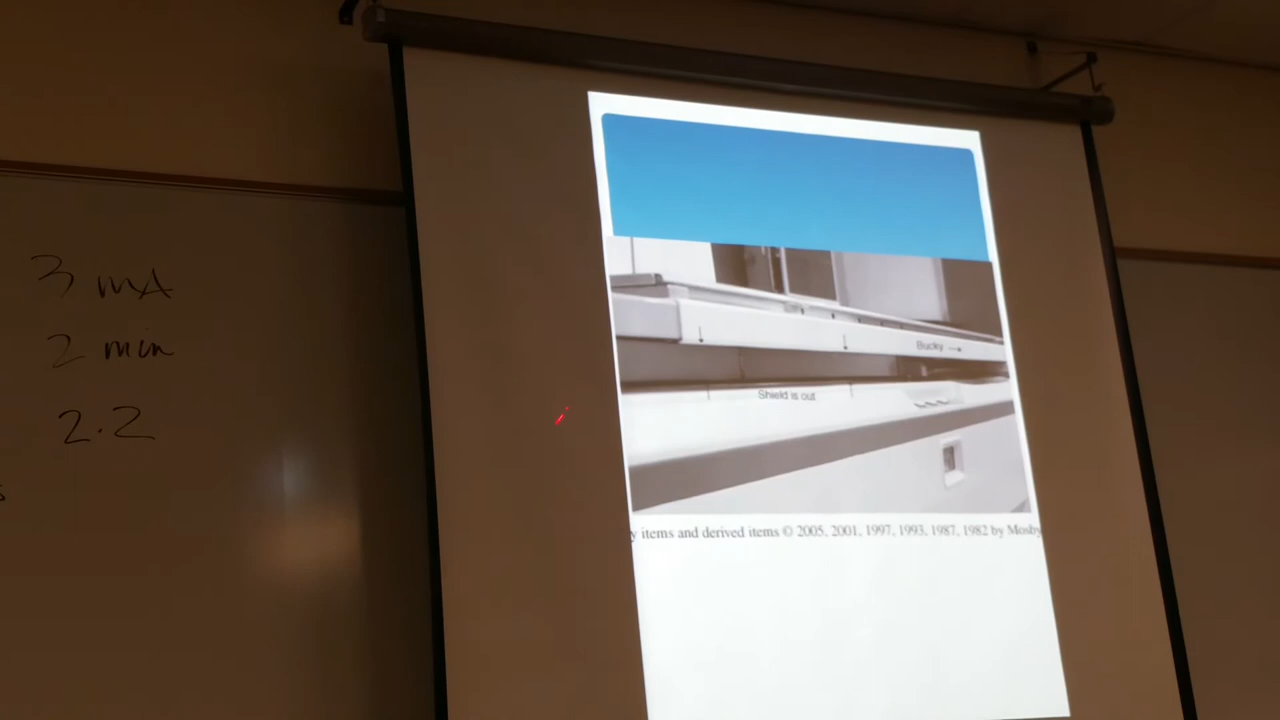 3 mA
2 min
2.2
Bucky →
Shield is out
y items and derived items © 2005, 2001, 1997, 1993, 1987, 1982 by Mosby